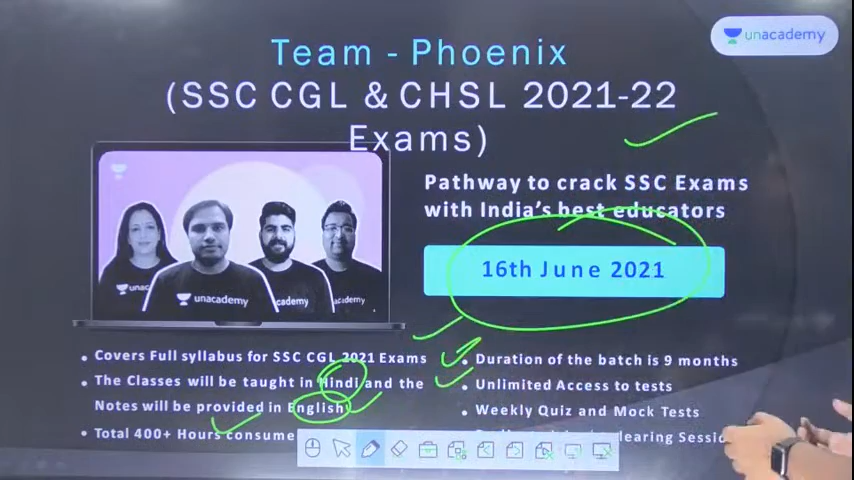 unacademy
Team - Phoenix
(SSC CGL & CHSL 2021-22
Exams)
Pathway to crack SSC Exams
with India's best educators
16th June 2021
unacademy
academy
academy
Covers Full syllabus for SSC CGL 2021 Exams
The Classes will be taught in Hindi and the
Notes will be provided in English
Total 400+ Hours consume
Duration of the batch is 9 months
Unlimited Access to tests
Weekly Quiz and Mock Tests